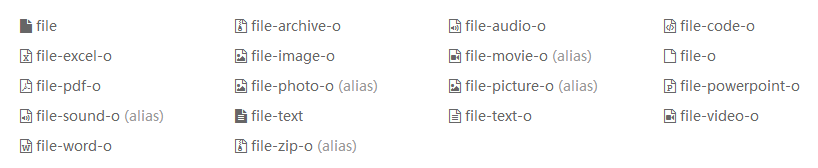 file file-archive-o file-audio-o file-code-o
file-excel-o file-image-o file-movie-o (alias) file-o
file-pdf-o file-photo-o (alias) file-picture-o (alias) file-powerpoint-o
file-sound-o (alias) file-text file-text-o file-video-o
file-word-o file-zip-o (alias)